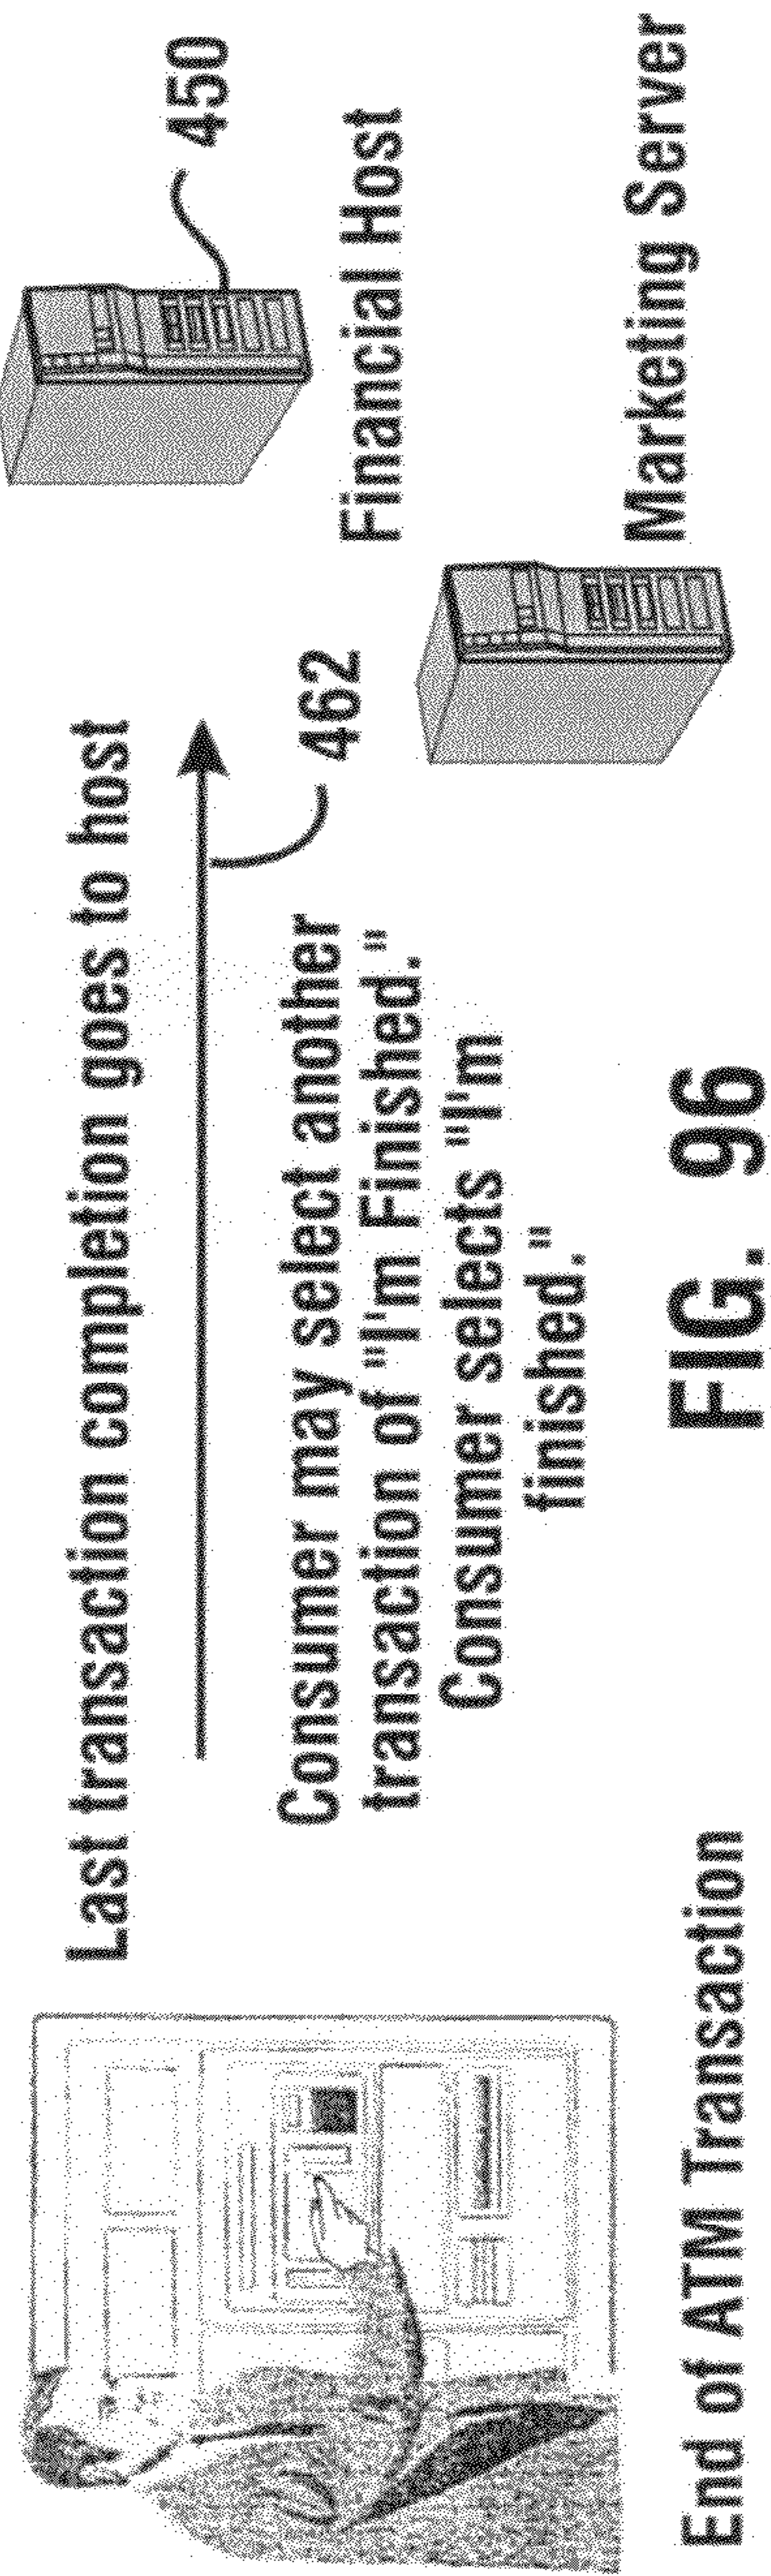 Last transaction completion goes to host
450
462
Financial Host
Consumer may select another
transaction of "I'm Finished."
Consumer selects "I'm
finished."
Marketing Server
End of ATM Transaction
FIG. 96